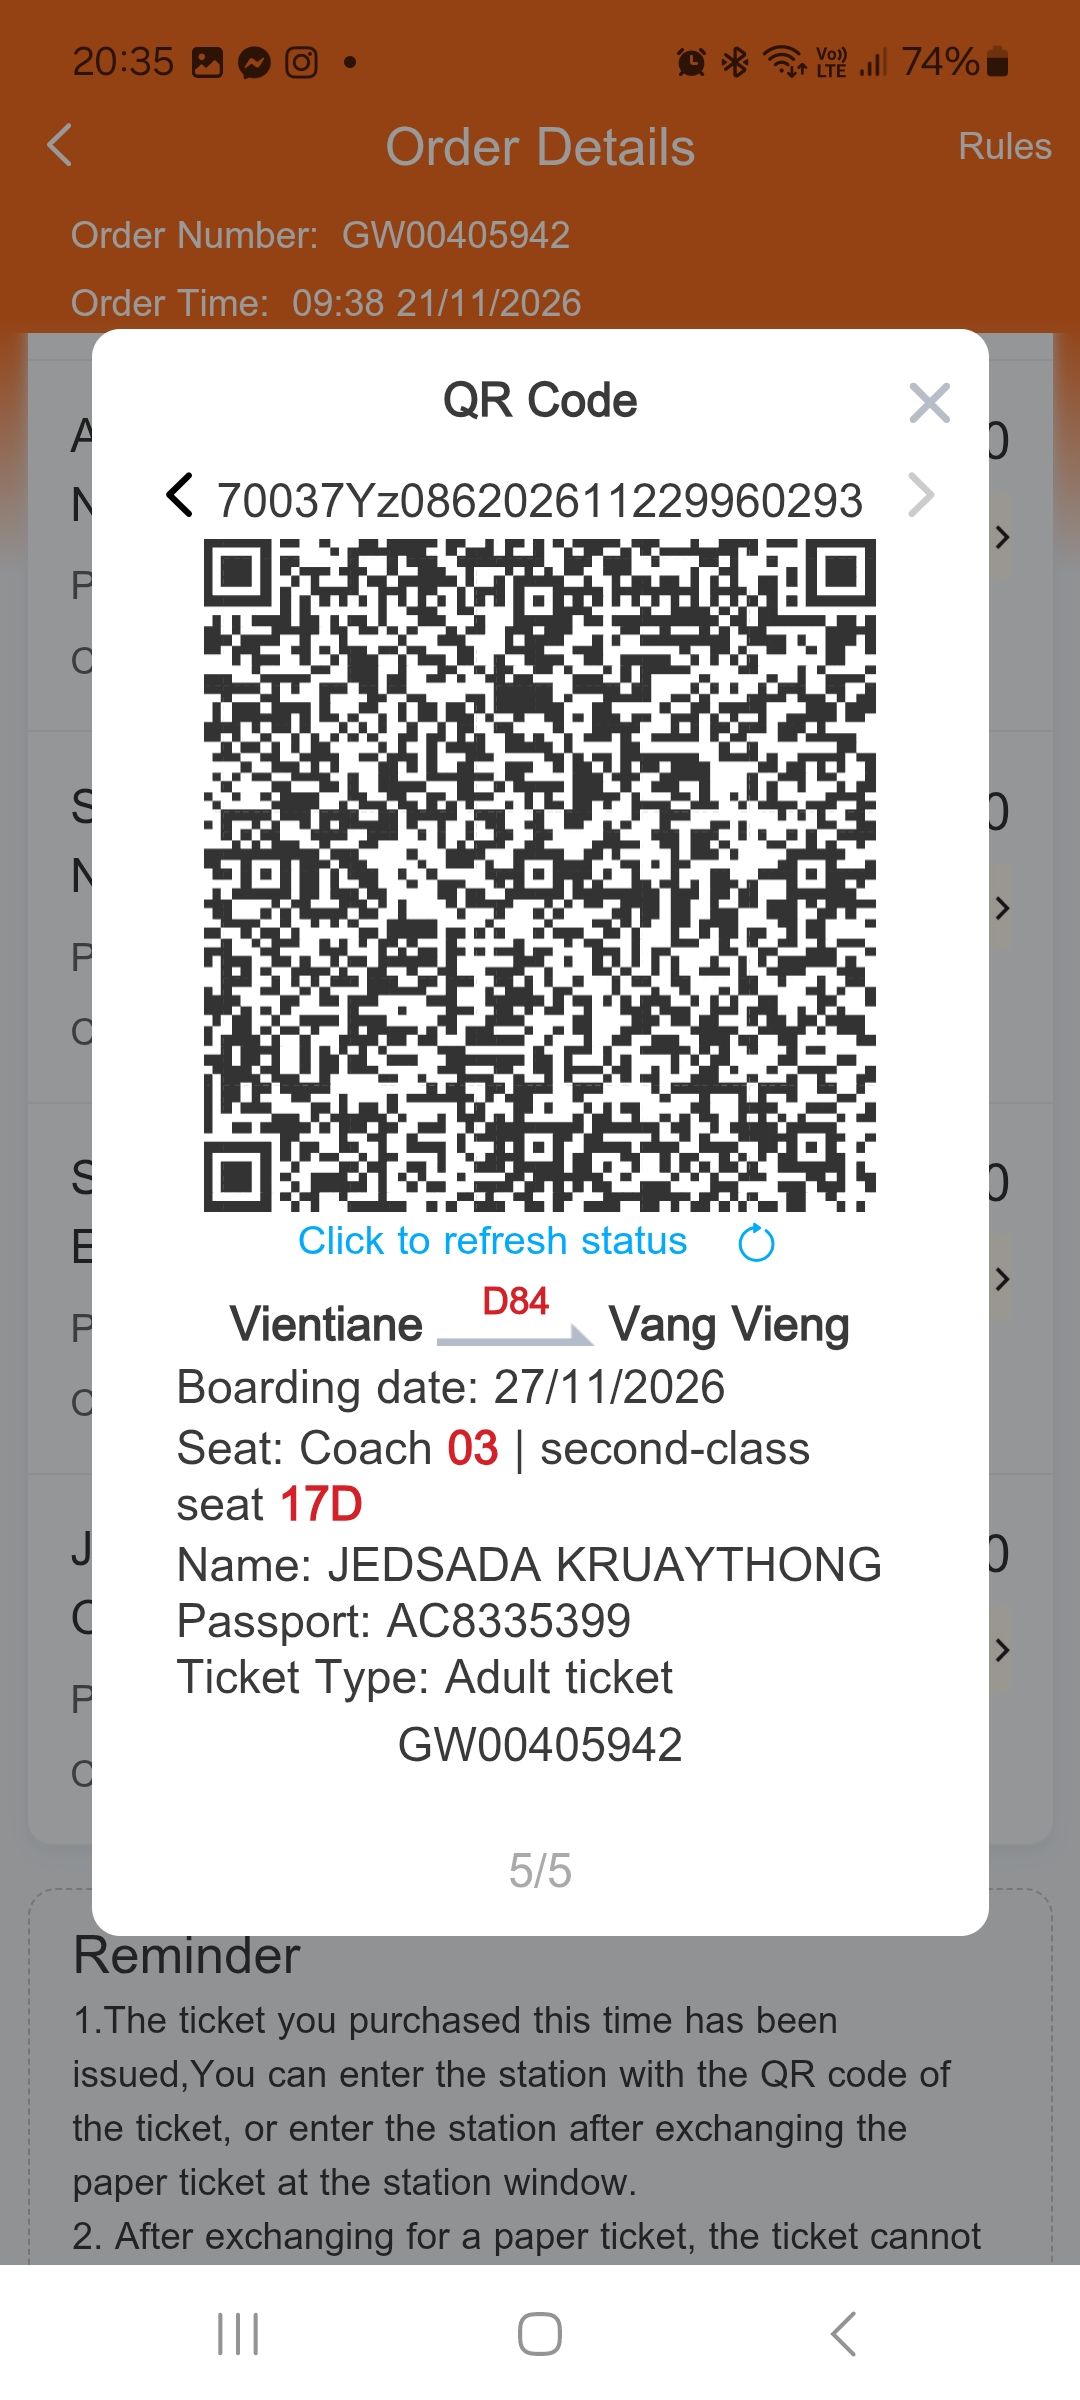 20:35
Vo))
LTE
74%
Order Details
Rules
Order Number: GW00405942
Order Time: 09:38 21/11/2026
QR Code
70037Yz086202611229960293
Click to refresh status
D84
Vientiane
Vang Vieng
Boarding date: 27/11/2026
Seat: Coach 03 | second-class
seat 17D
Name: JEDSADA KRUAYTHONG
Passport: AC8335399
Ticket Type: Adult ticket
GW00405942
5/5
Reminder
1.The ticket you purchased this time has been
issued,You can enter the station with the QR code of
the ticket, or enter the station after exchanging the
paper ticket at the station window.
2. After exchanging for a paper ticket, the ticket cannot